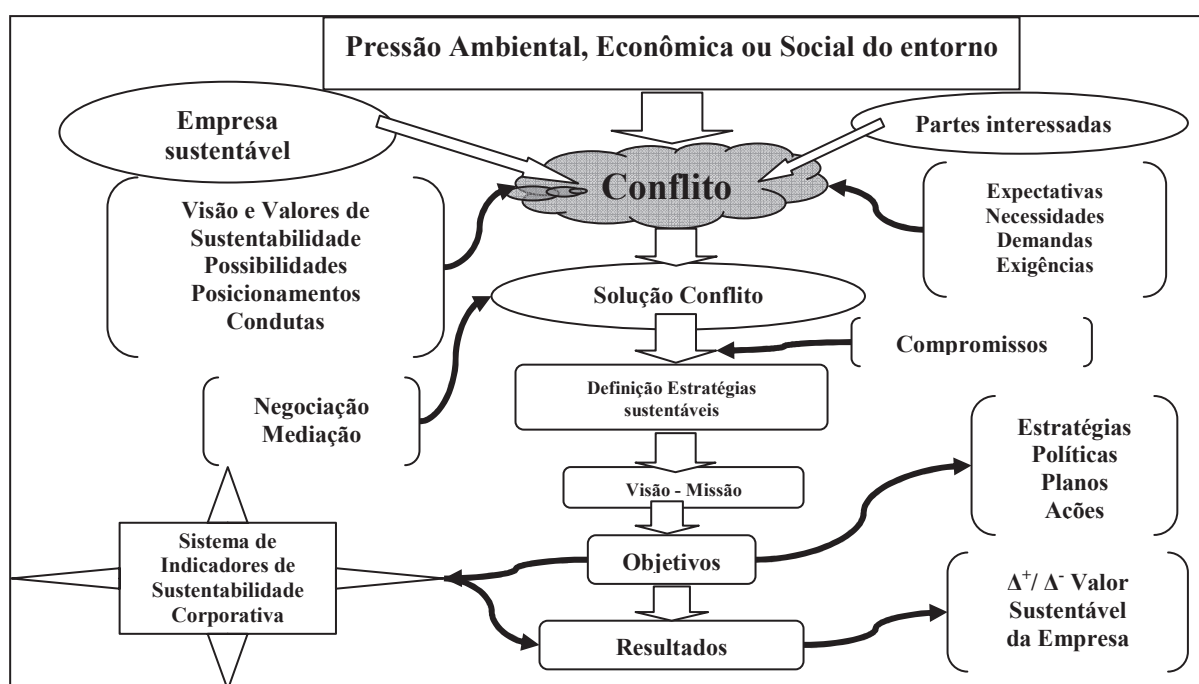 Pressão Ambiental, Econômica ou Social do entorno
Empresa
sustentável
Partes interessadas
Conflito
Visão e Valores de
Sustentabilidade
Possibilidades
Posicionamentos
Condutas
Expectativas
Necessidades
Demandas
Exigências
Solução Conflito
Compromissos
Negociação
Mediação
Definição Estratégias
sustentáveis
Estratégias
Políticas
Planos
Acões
Visão - Missão
Sistema de
Indicadores de
Sustentabilidade
Corporativa
Objetivos
Δ⁺/ Δ⁻ Valor
Sustentável
da Empresa
Resultados